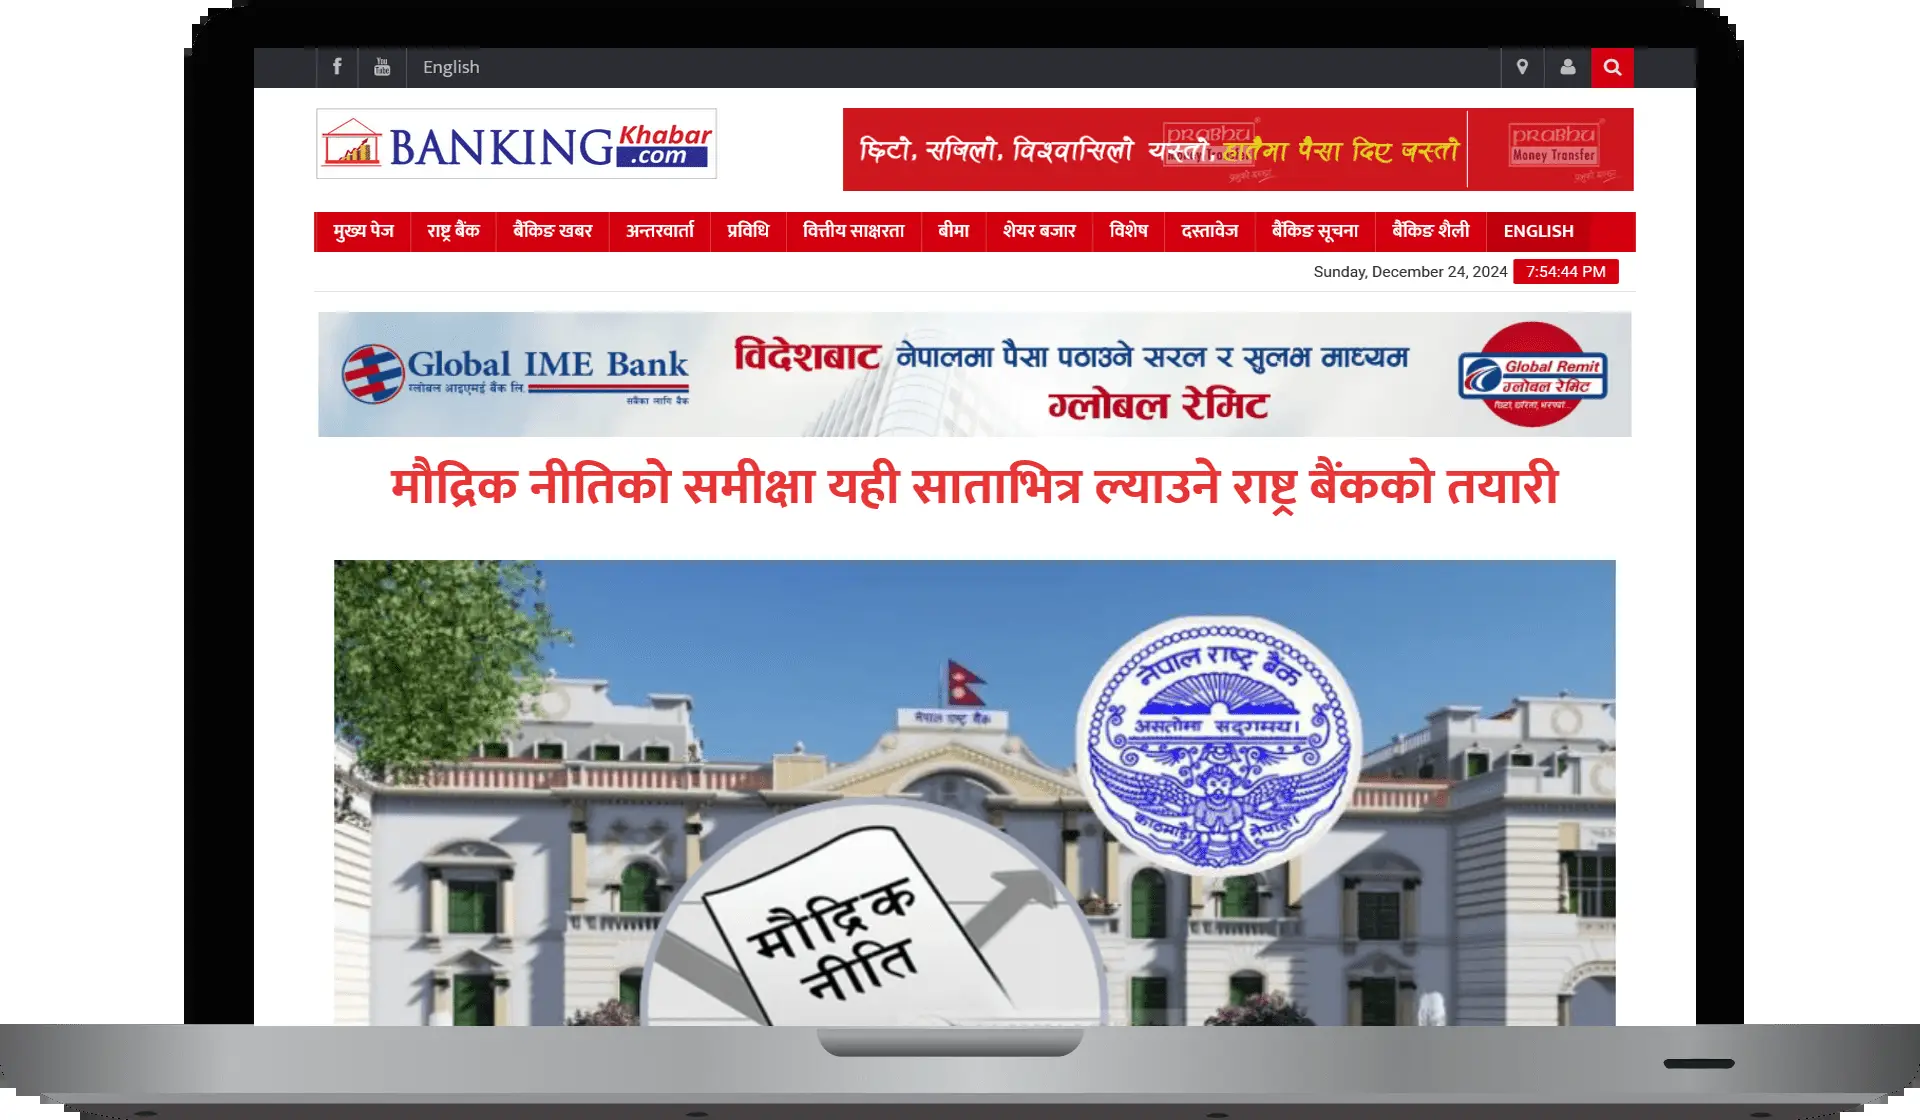 English
BANKING Khabar
.com
छिटो, सजिलो, विश्वासिलो यस्तो, हातैमा पैसा दिए जस्तो
PRABHU
Money Transfer
मुख्य पेज राष्ट्र बैंक बैंकिङ खबर अन्तरवार्ता प्रविधि वित्तीय साक्षरता बीमा शेयर बजार विशेष दस्तावेज बैंकिङ सूचना बैंकिङ शैली ENGLISH
Sunday, December 24, 2024 7:54:44 PM
Global IME Bank
ग्लोबल आइएमई बैंक लि.
सबैका लागि बैंक
विदेशबाट नेपालमा पैसा पठाउने सरल र सुलभ माध्यम
ग्लोबल रेमिट
Global Remit
ग्लोबल रेमिट
मौद्रिक नीतिको समीक्षा यही साताभित्र ल्याउने राष्ट्र बैंकको तयारी
नेपाल राष्ट्र बैंक
नेपाल राष्ट्र बैंक
असतोमा सद्गमय।
काठमाडौं नेपाल।
मौद्रिक
नीति